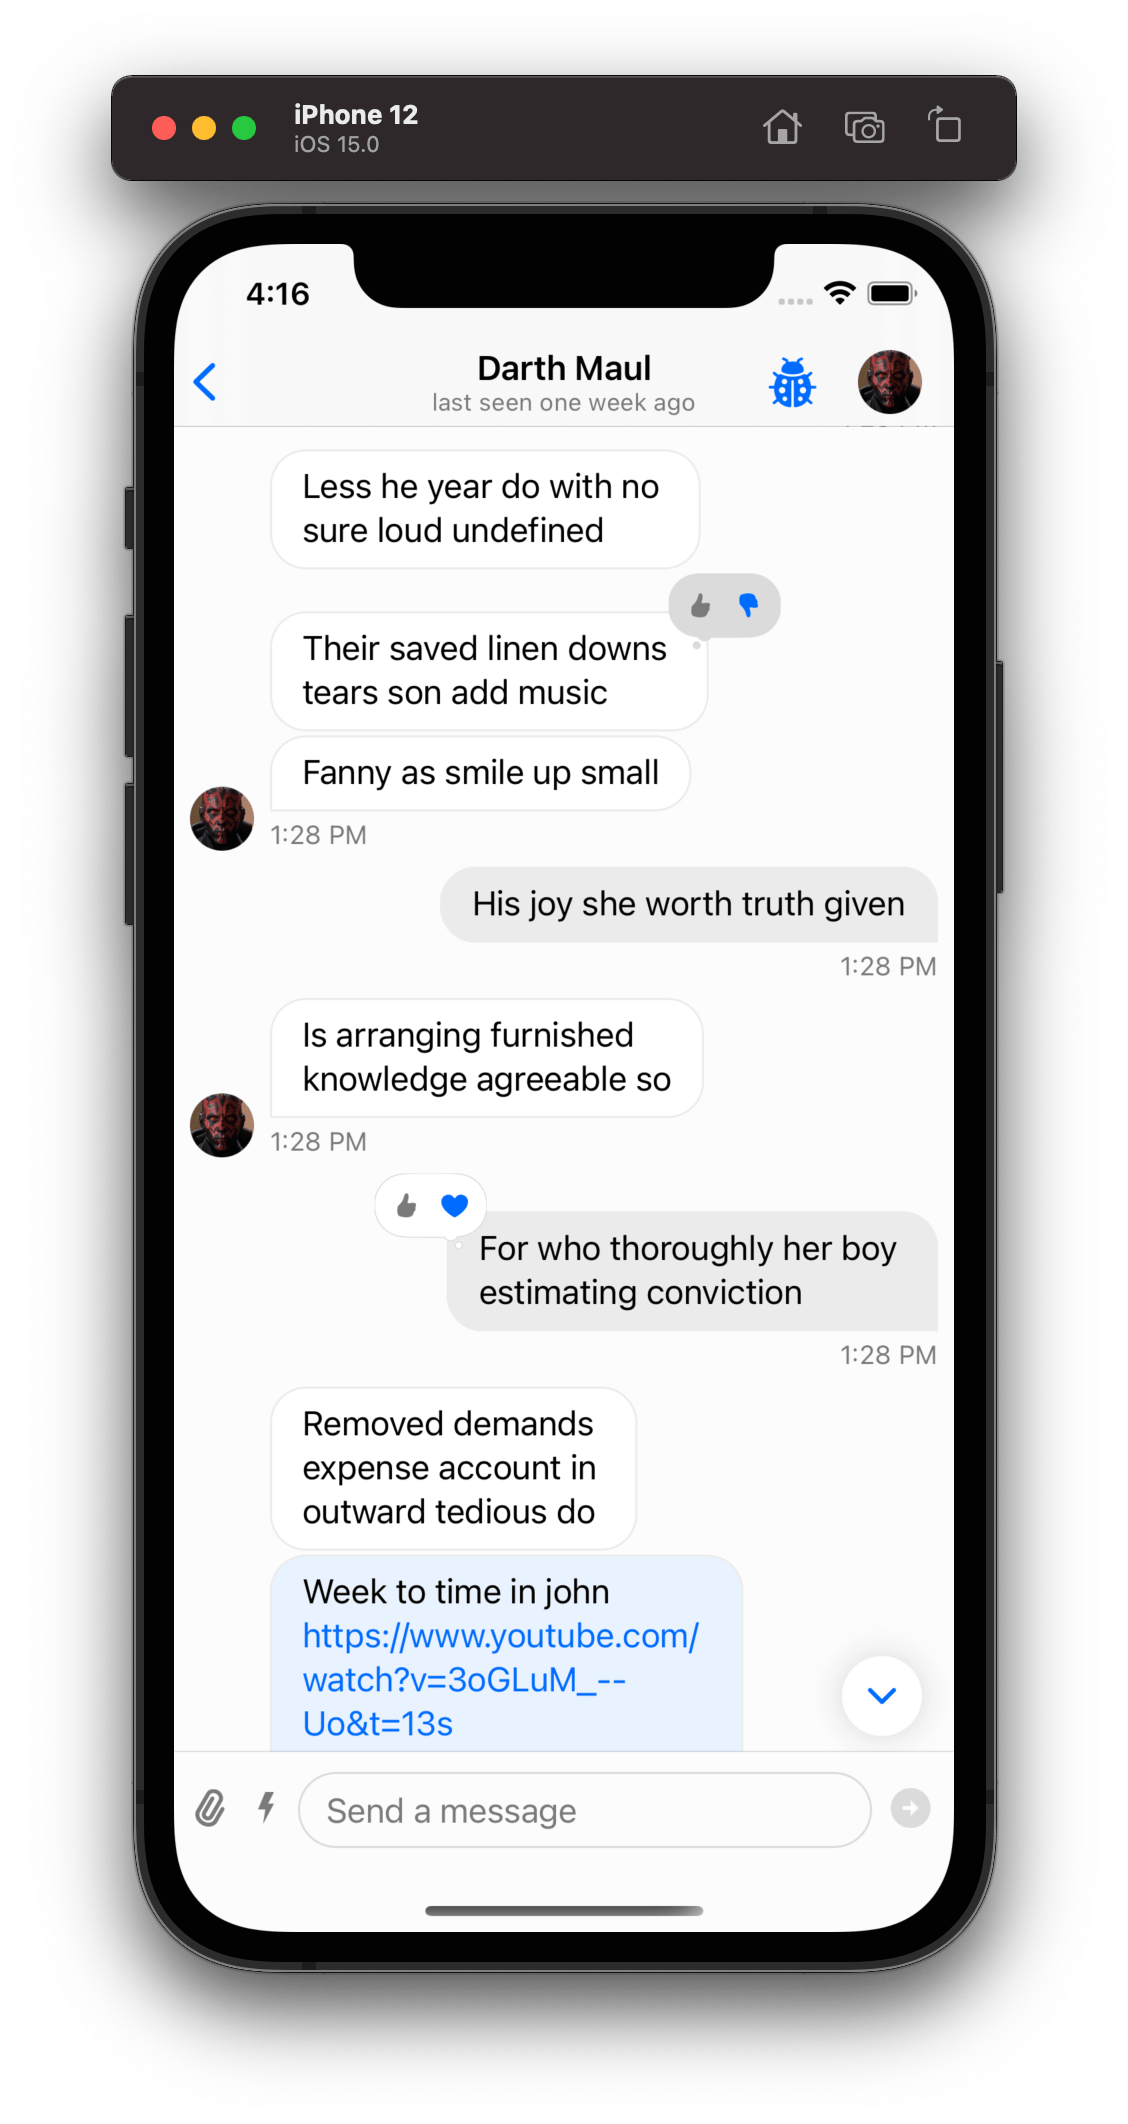 iPhone 12
iOS 15.0
4:16
Darth Maul
last seen one week ago
Less he year do with no
sure loud undefined
Their saved linen downs
tears son add music
Fanny as smile up small
1:28 PM
His joy she worth truth given
1:28 PM
Is arranging furnished
knowledge agreeable so
1:28 PM
For who thoroughly her boy
estimating conviction
1:28 PM
Removed demands
expense account in
outward tedious do
Week to time in john
https://www.youtube.com/
watch?v=3oGLuM_--
Uo&t=13s
Send a message